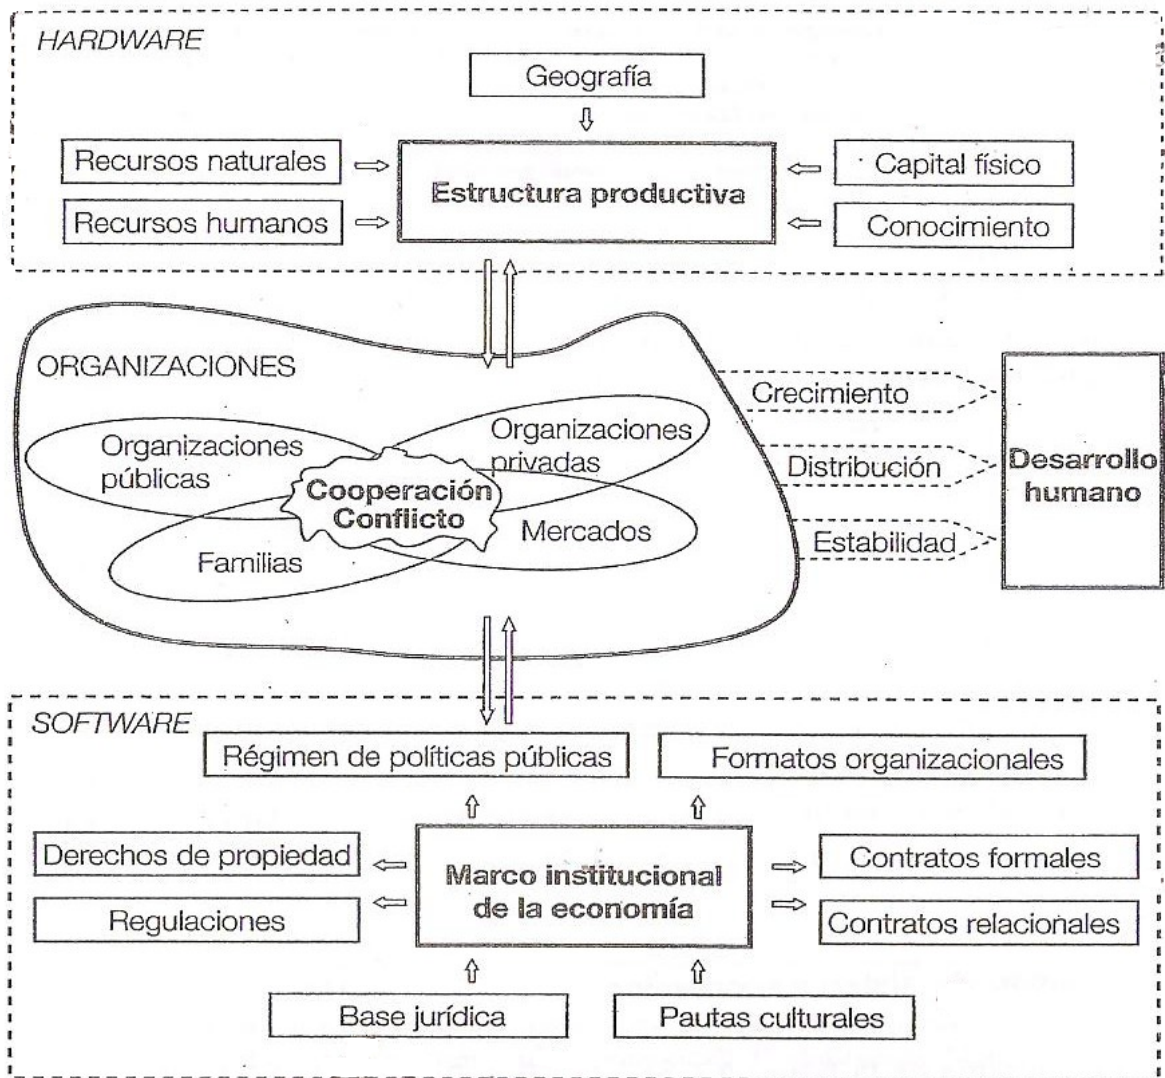 HARDWARE
Geografía
Recursos naturales
Estructura productiva
Capital físico
Recursos humanos
Conocimiento
ORGANIZACIONES
Organizaciones
públicas
Organizaciones
privadas
Cooperación
Conflicto
Familias
Mercados
Crecimiento
Distribución
Estabilidad
Desarrollo
humano
SOFTWARE
Régimen de políticas públicas
Formatos organizacionales
Derechos de propiedad
Marco institucional
de la economía
Contratos formales
Regulaciones
Contratos relacionales
Base jurídica
Pautas culturales